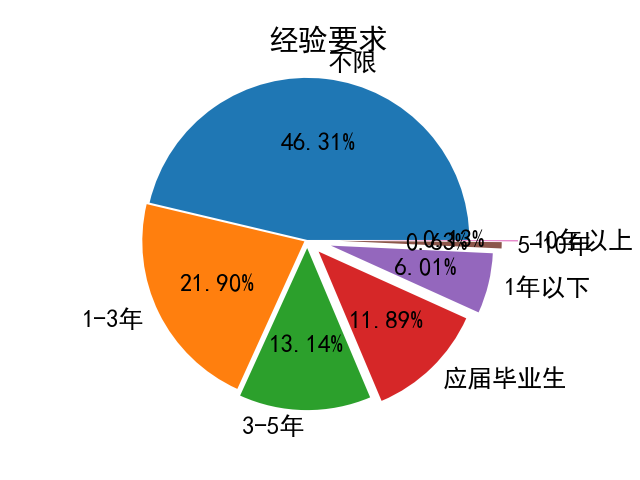 经验要求
不限
46.31%
0.13%
10年以上
0.63%
5-10年
6.01%
1年以下
21.90%
1-3年
11.89%
13.14%
应届毕业生
3-5年